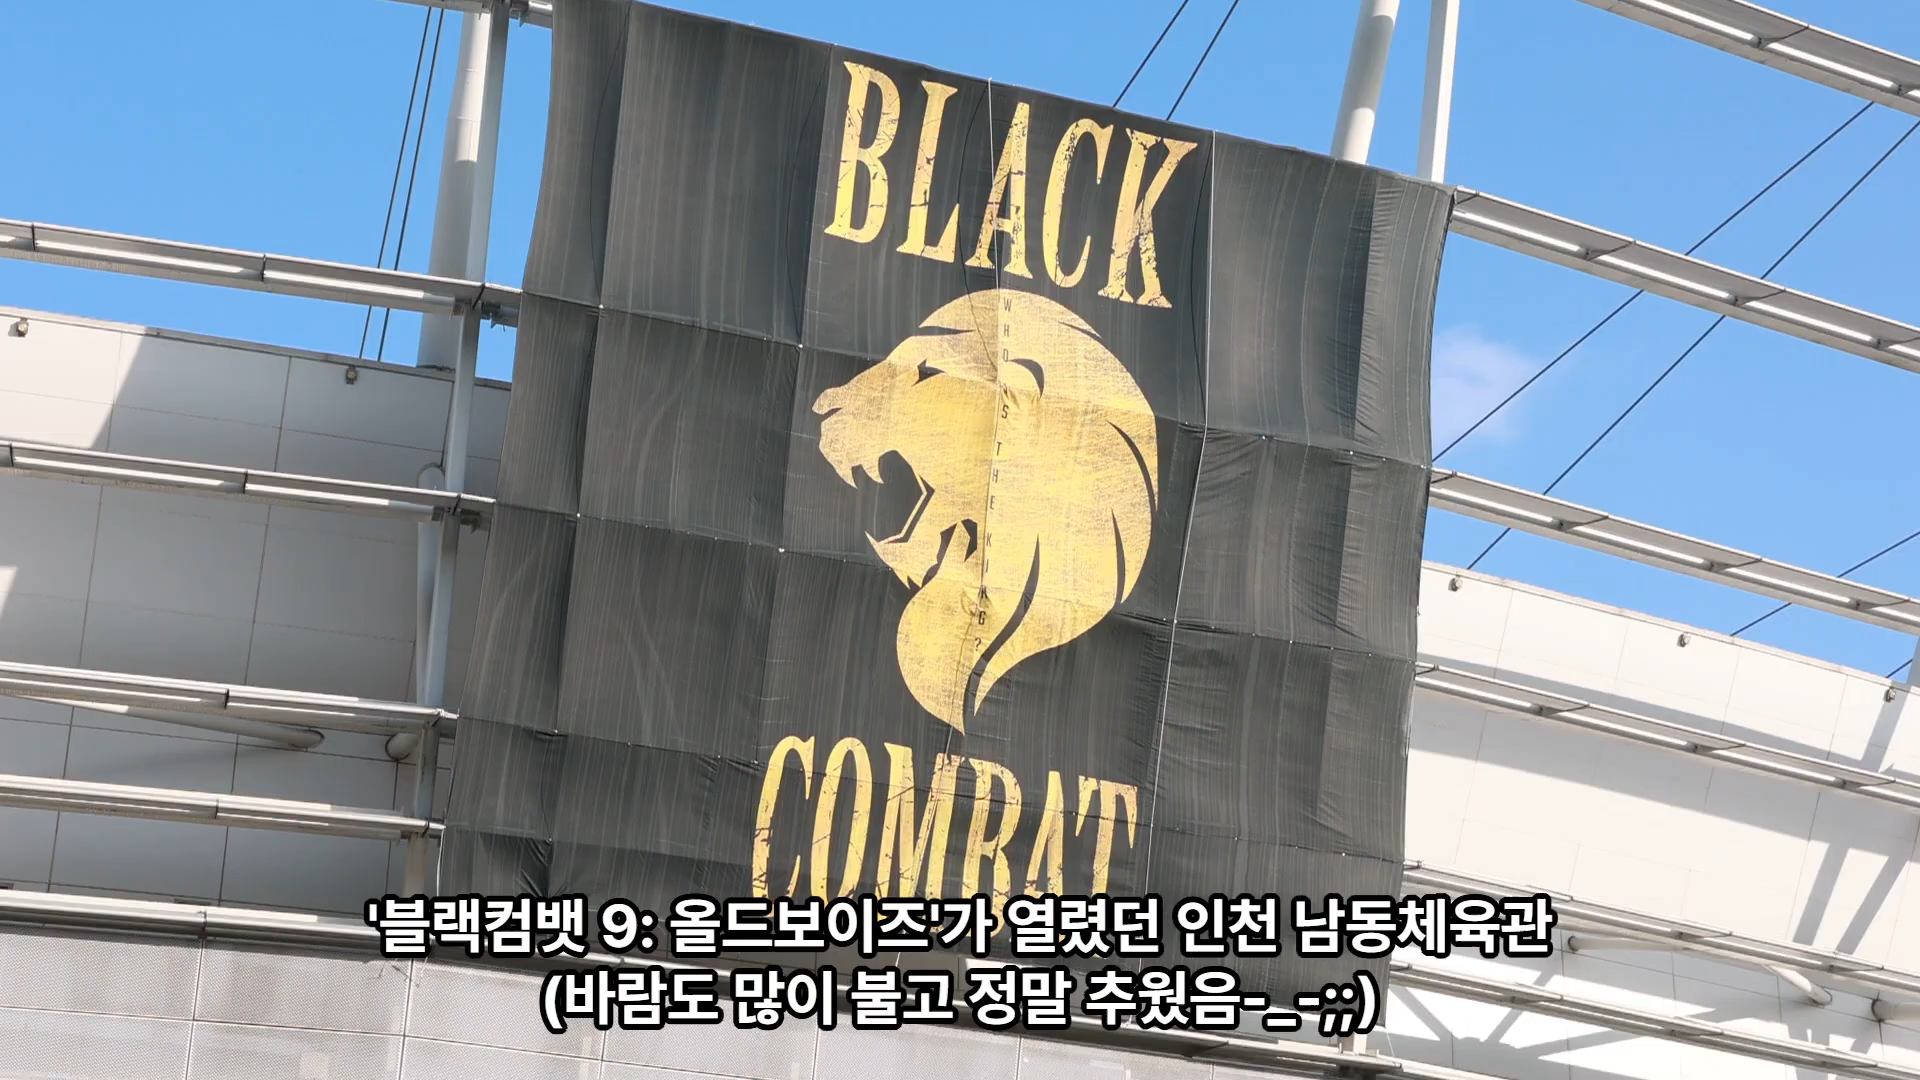 BLACK
WHO IS THE KING?
COMBAT
'블랙컴뱃 9: 올드보이즈'가 열렸던 인천 남동체육관
(바람도 많이 불고 정말 추웠음-_-;;)